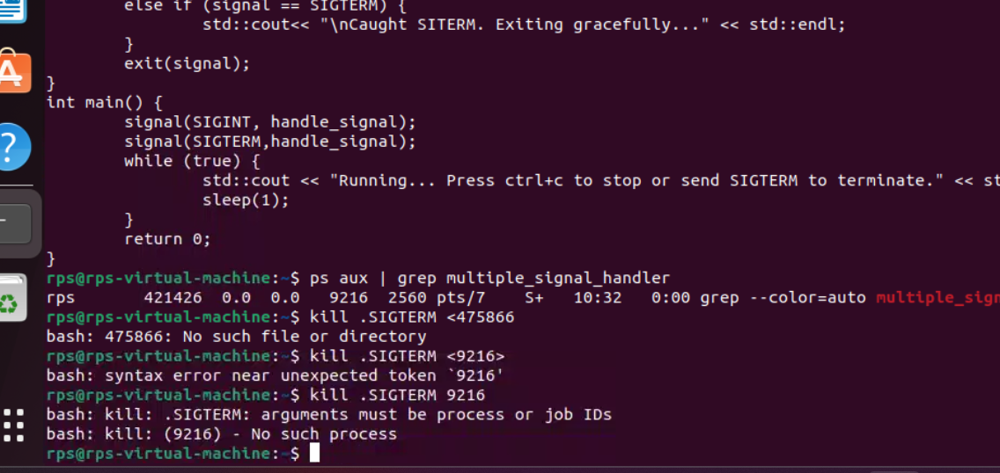 else if (signal == SIGTERM) {
std::cout<< "\nCaught SITERM. Exiting gracefully..." << std::endl;
}
exit(signal);
}
int main() {
signal(SIGINT, handle_signal);
signal(SIGTERM,handle_signal);
while (true) {
std::cout << "Running... Press ctrl+c to stop or send SIGTERM to terminate." << st
sleep(1);
}
return 0;
}
rps@rps-virtual-machine:~$ ps aux | grep multiple_signal_handler
rps 421426 0.0 0.0 9216 2560 pts/7 S+ 10:32 0:00 grep --color=auto multiple_sign
rps@rps-virtual-machine:~$ kill .SIGTERM <475866
bash: 475866: No such file or directory
rps@rps-virtual-machine:~$ kill .SIGTERM <9216>
bash: syntax error near unexpected token `9216'
rps@rps-virtual-machine:~$ kill .SIGTERM 9216
bash: kill: .SIGTERM: arguments must be process or job IDs
bash: kill: (9216) - No such process
rps@rps-virtual-machine:~$